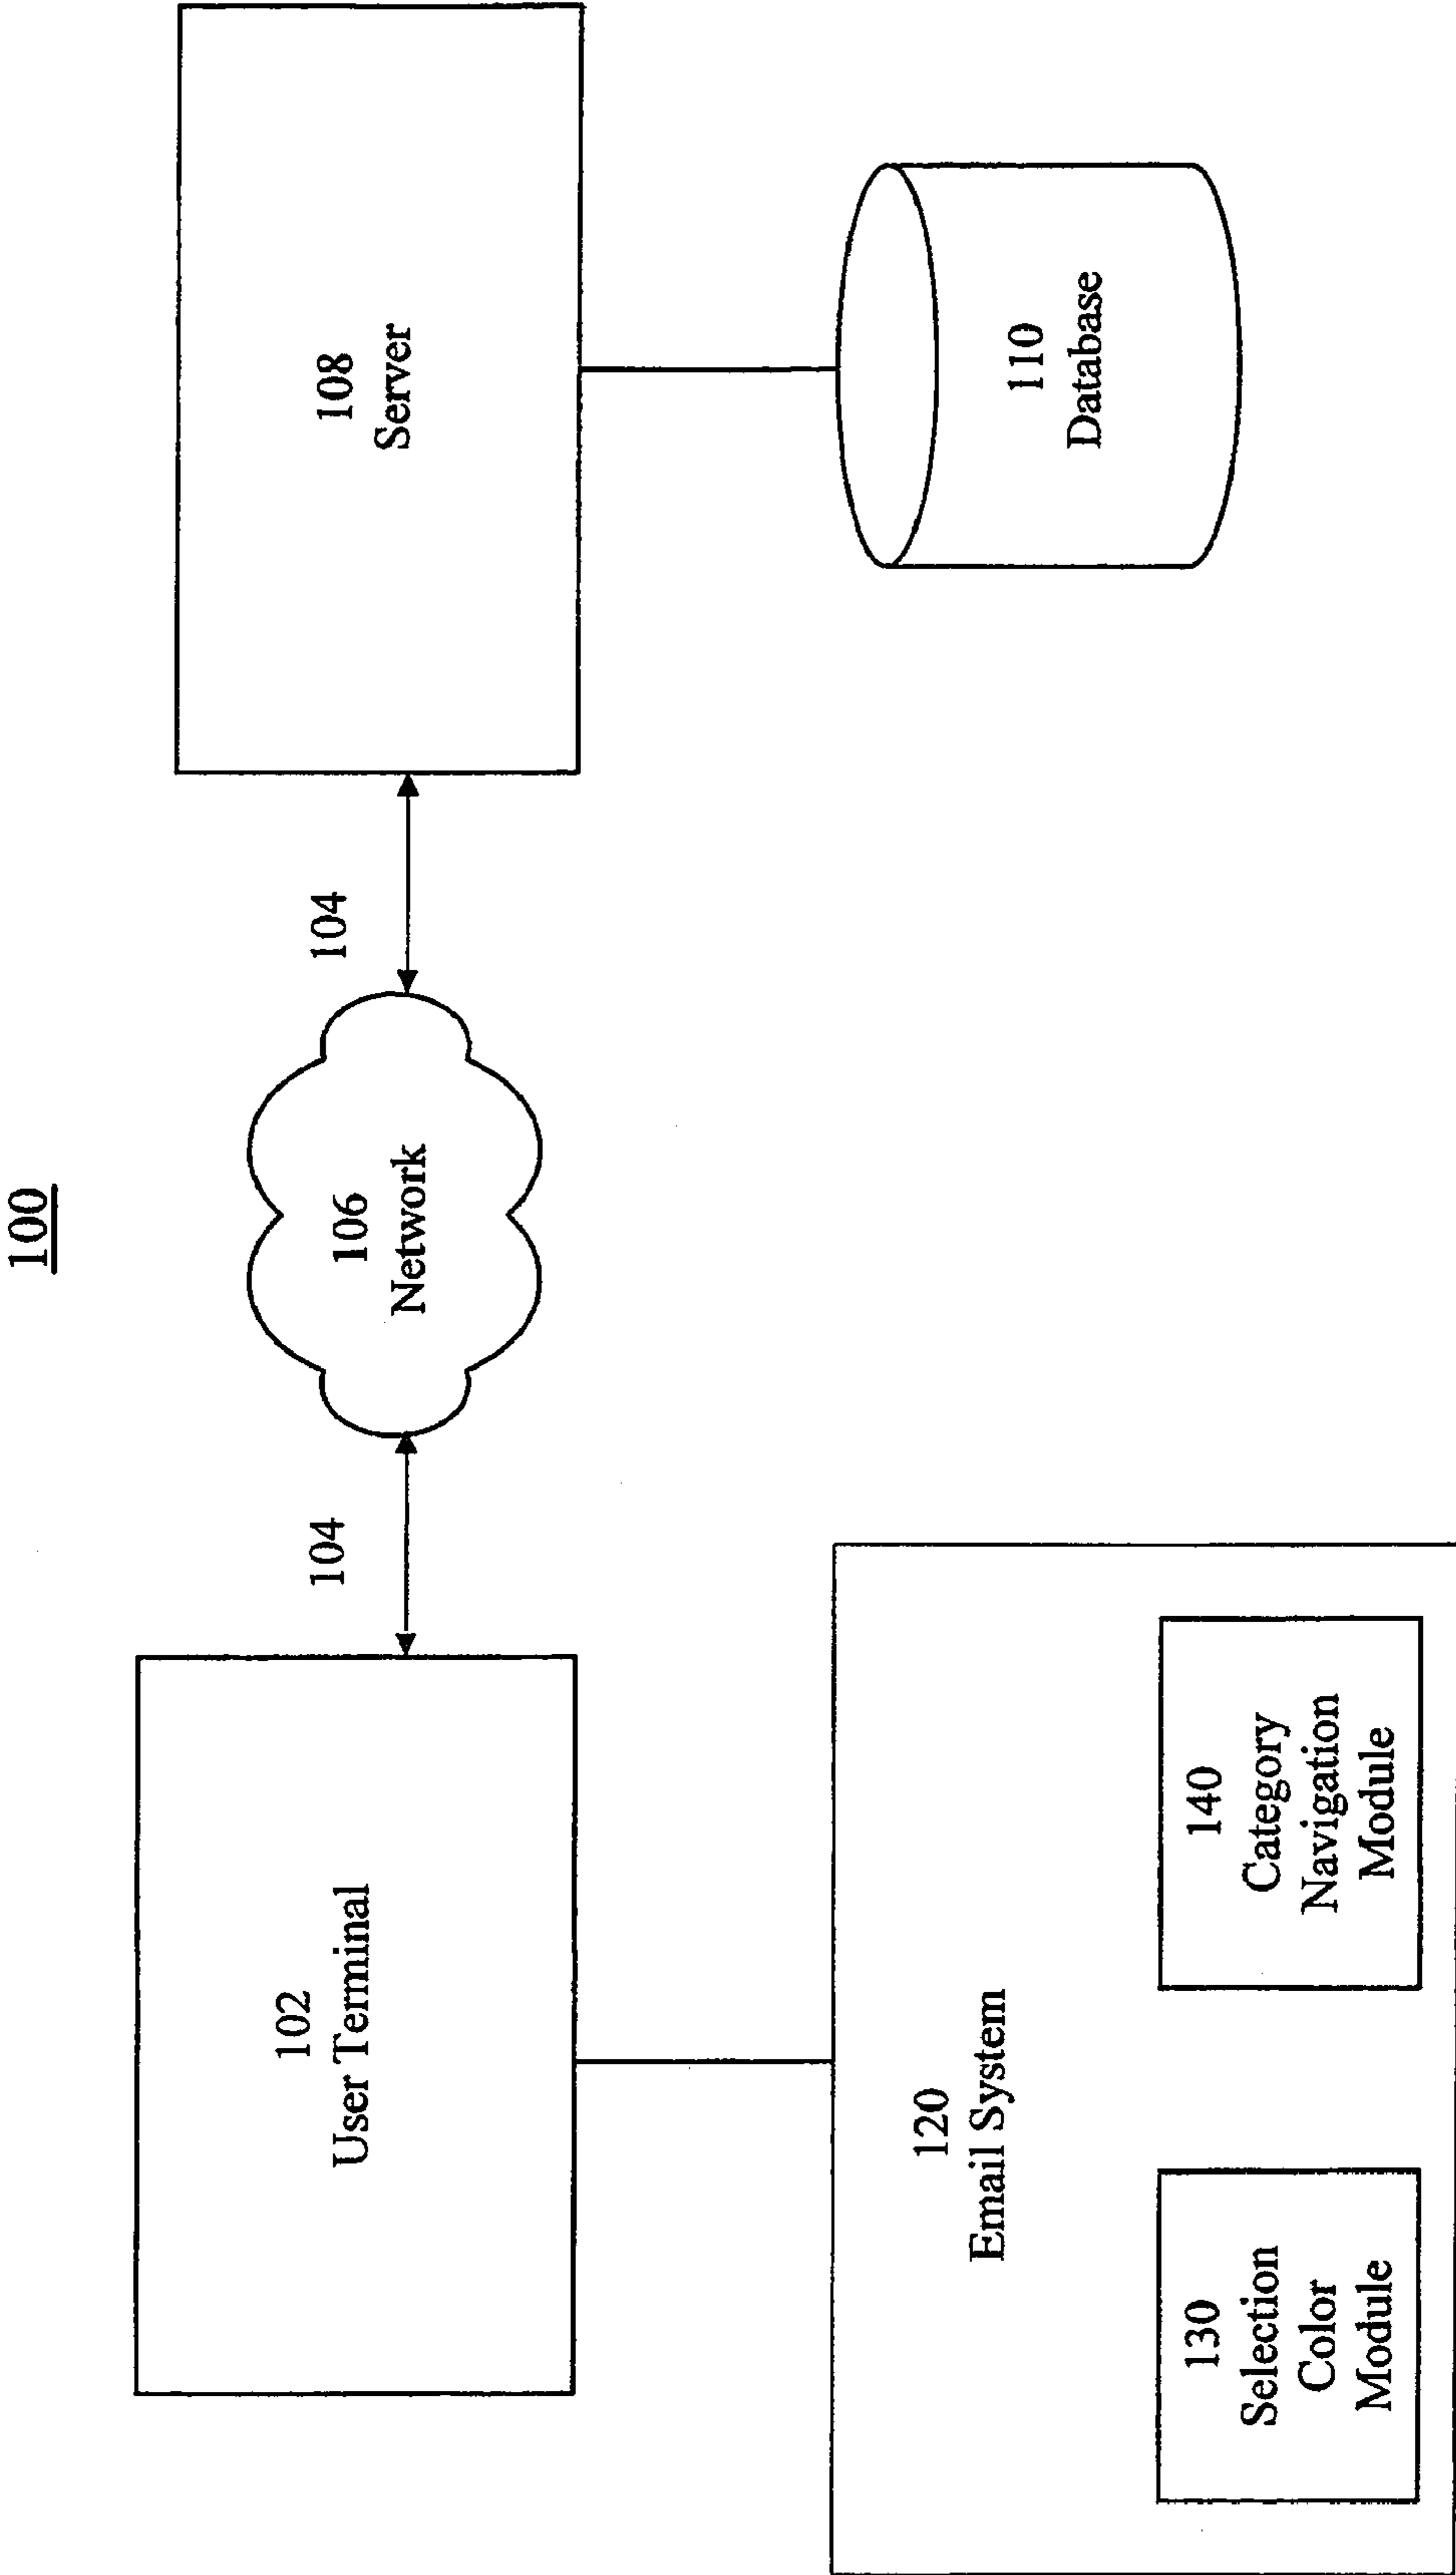 100
102
User Terminal
104
106
Network
104
108
Server
120
Email System
130
Selection
Color
Module
140
Category
Navigation
Module
110
Database